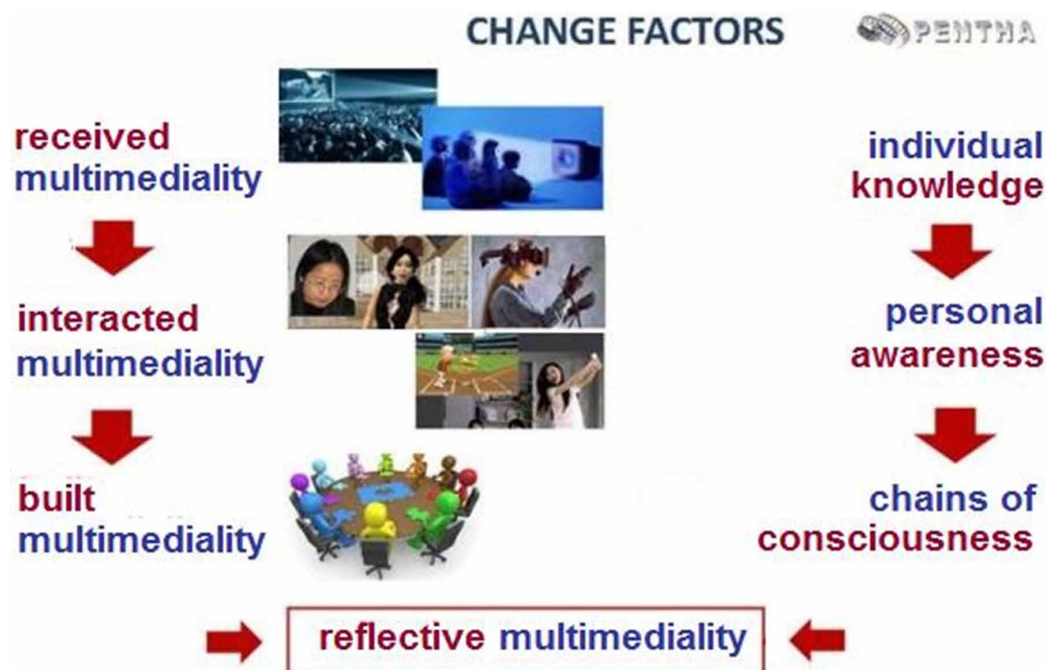 CHANGE FACTORS
PENTHA
received
multimediality
individual
knowledge
interacted
multimediality
personal
awareness
built
multimediality
chains of
consciousness
reflective multimediality